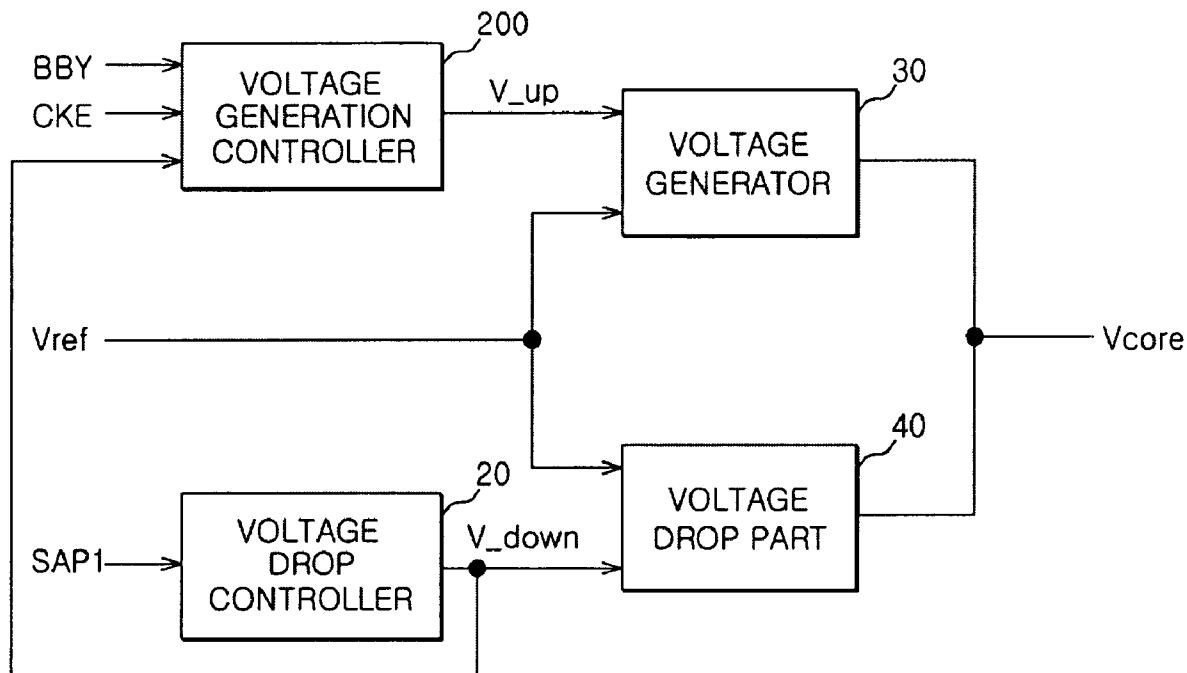 200
BBY
CKE
VOLTAGE
GENERATION
CONTROLLER
V_up
30
VOLTAGE
GENERATOR
Vref
Vcore
40
VOLTAGE
DROP PART
20
SAP1
VOLTAGE
DROP
CONTROLLER
V_down